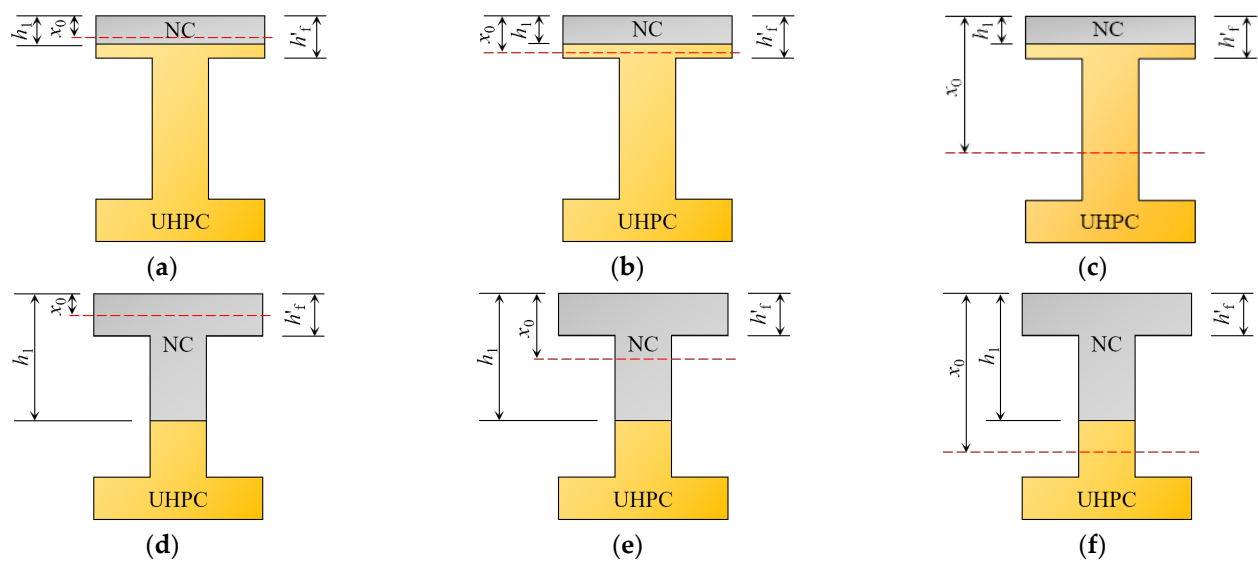 h₁ x₀ NC h'f
UHPC
(a)
x₀ h₁ NC h'f
UHPC
(b)
x₀ h₁ NC h'f
UHPC
(c)
h₁ x₀ NC h'f
UHPC
(d)
h₁ x₀ NC h'f
UHPC
(e)
x₀ h₁ NC h'f
UHPC
(f)